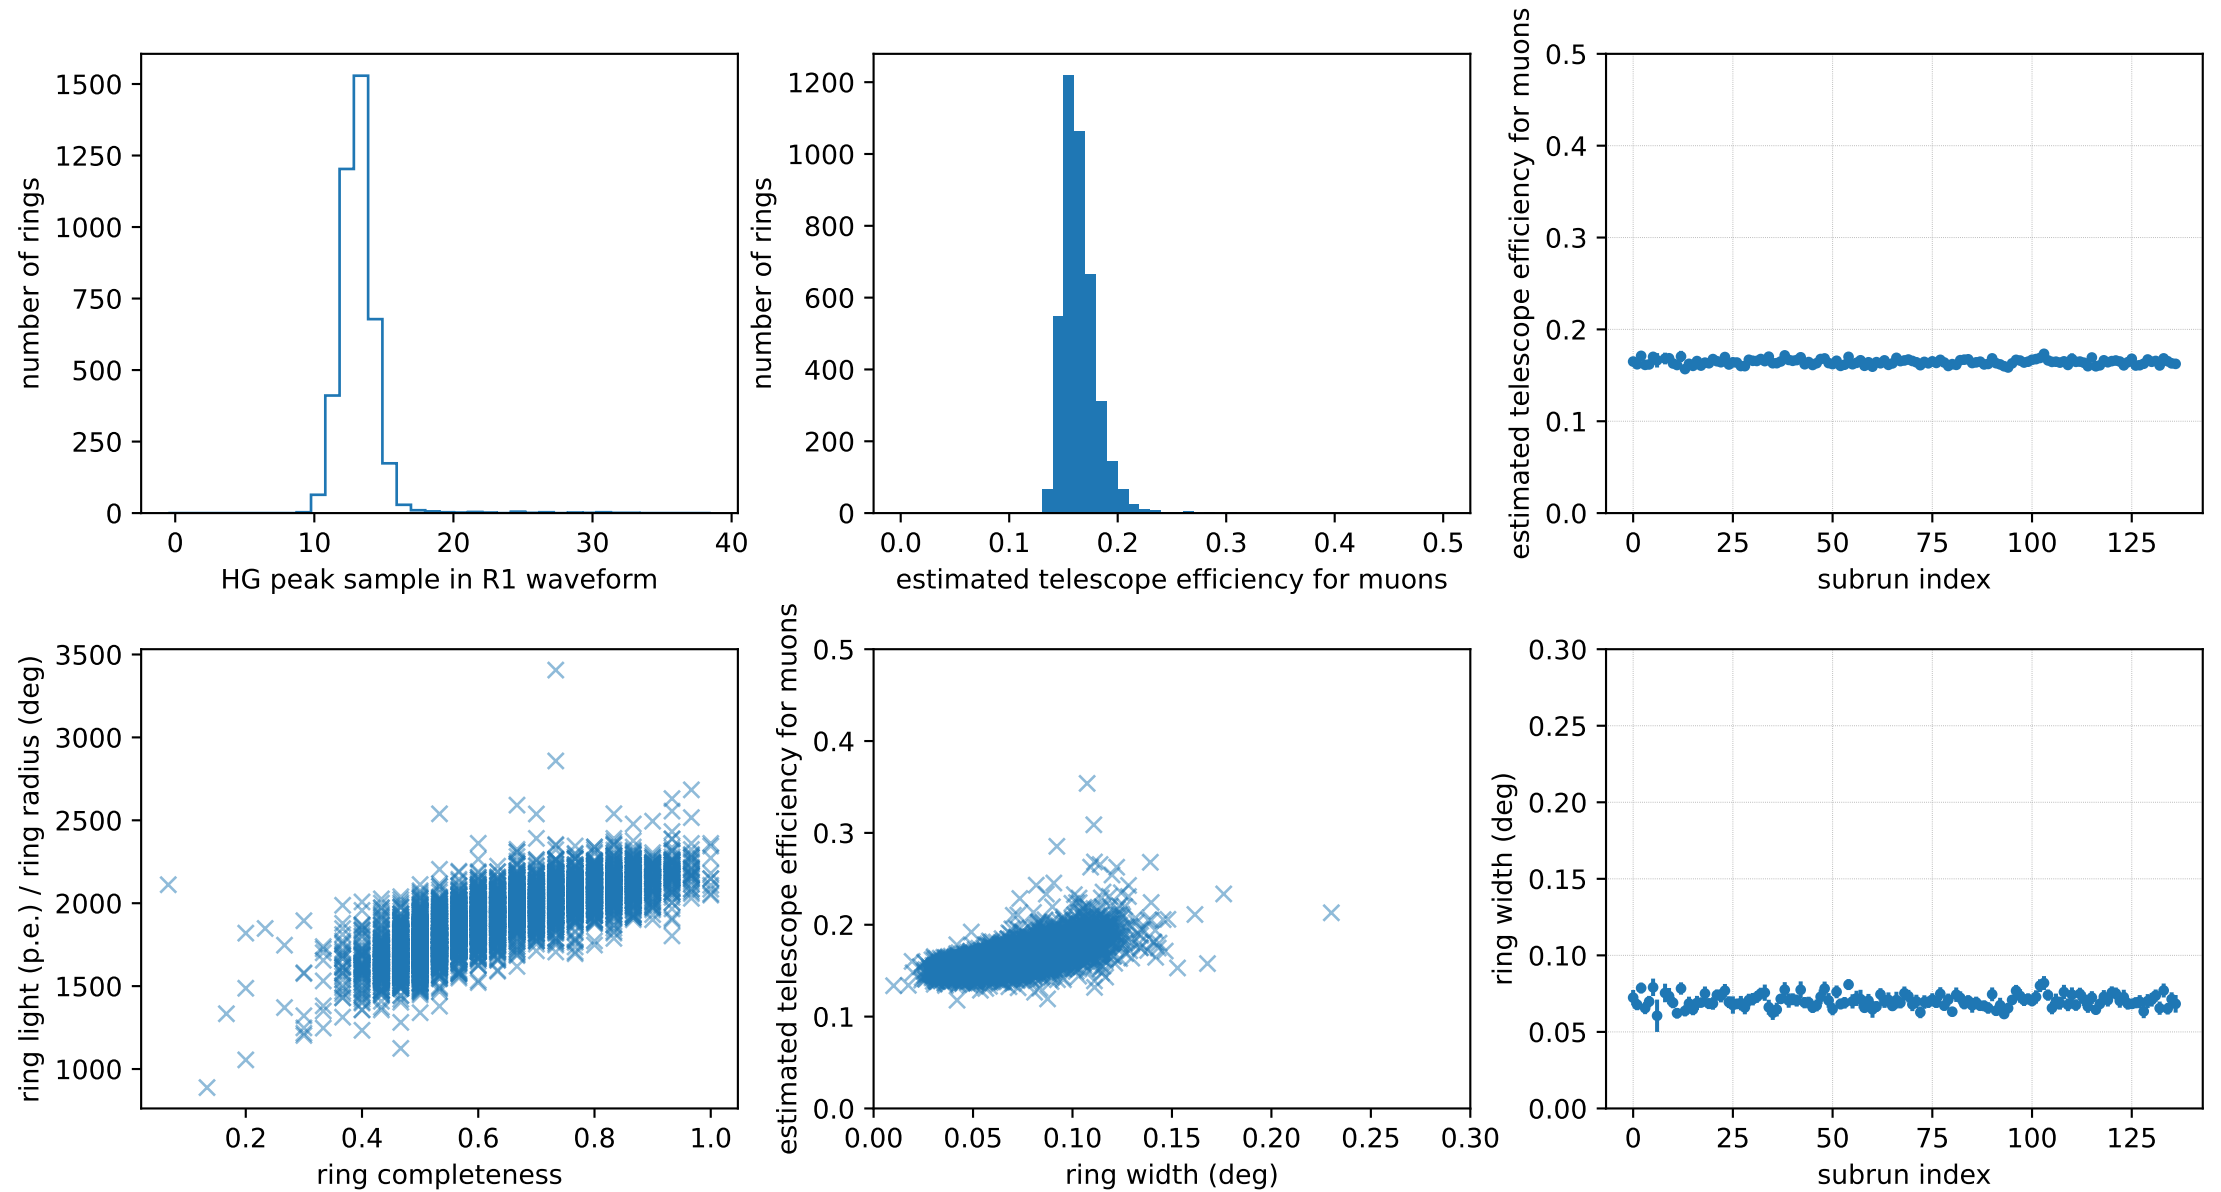 number of rings
1500
1250
1000
750
500
250
0
0 10 20 30 40
HG peak sample in R1 waveform
number of rings
1200
1000
800
600
400
200
0
0.0 0.1 0.2 0.3 0.4 0.5
estimated telescope efficiency for muons
estimated telescope efficiency for muons
0.5
0.4
0.3
0.2
0.1
0.0
0 25 50 75 100 125
subrun index
ring light (p.e.) / ring radius (deg)
3500
3000
2500
2000
1500
1000
0.2 0.4 0.6 0.8 1.0
ring completeness
estimated telescope efficiency for muons
0.5
0.4
0.3
0.2
0.1
0.0
0.00 0.05 0.10 0.15 0.20 0.25 0.30
ring width (deg)
ring width (deg)
0.30
0.25
0.20
0.15
0.10
0.05
0.00
0 25 50 75 100 125
subrun index